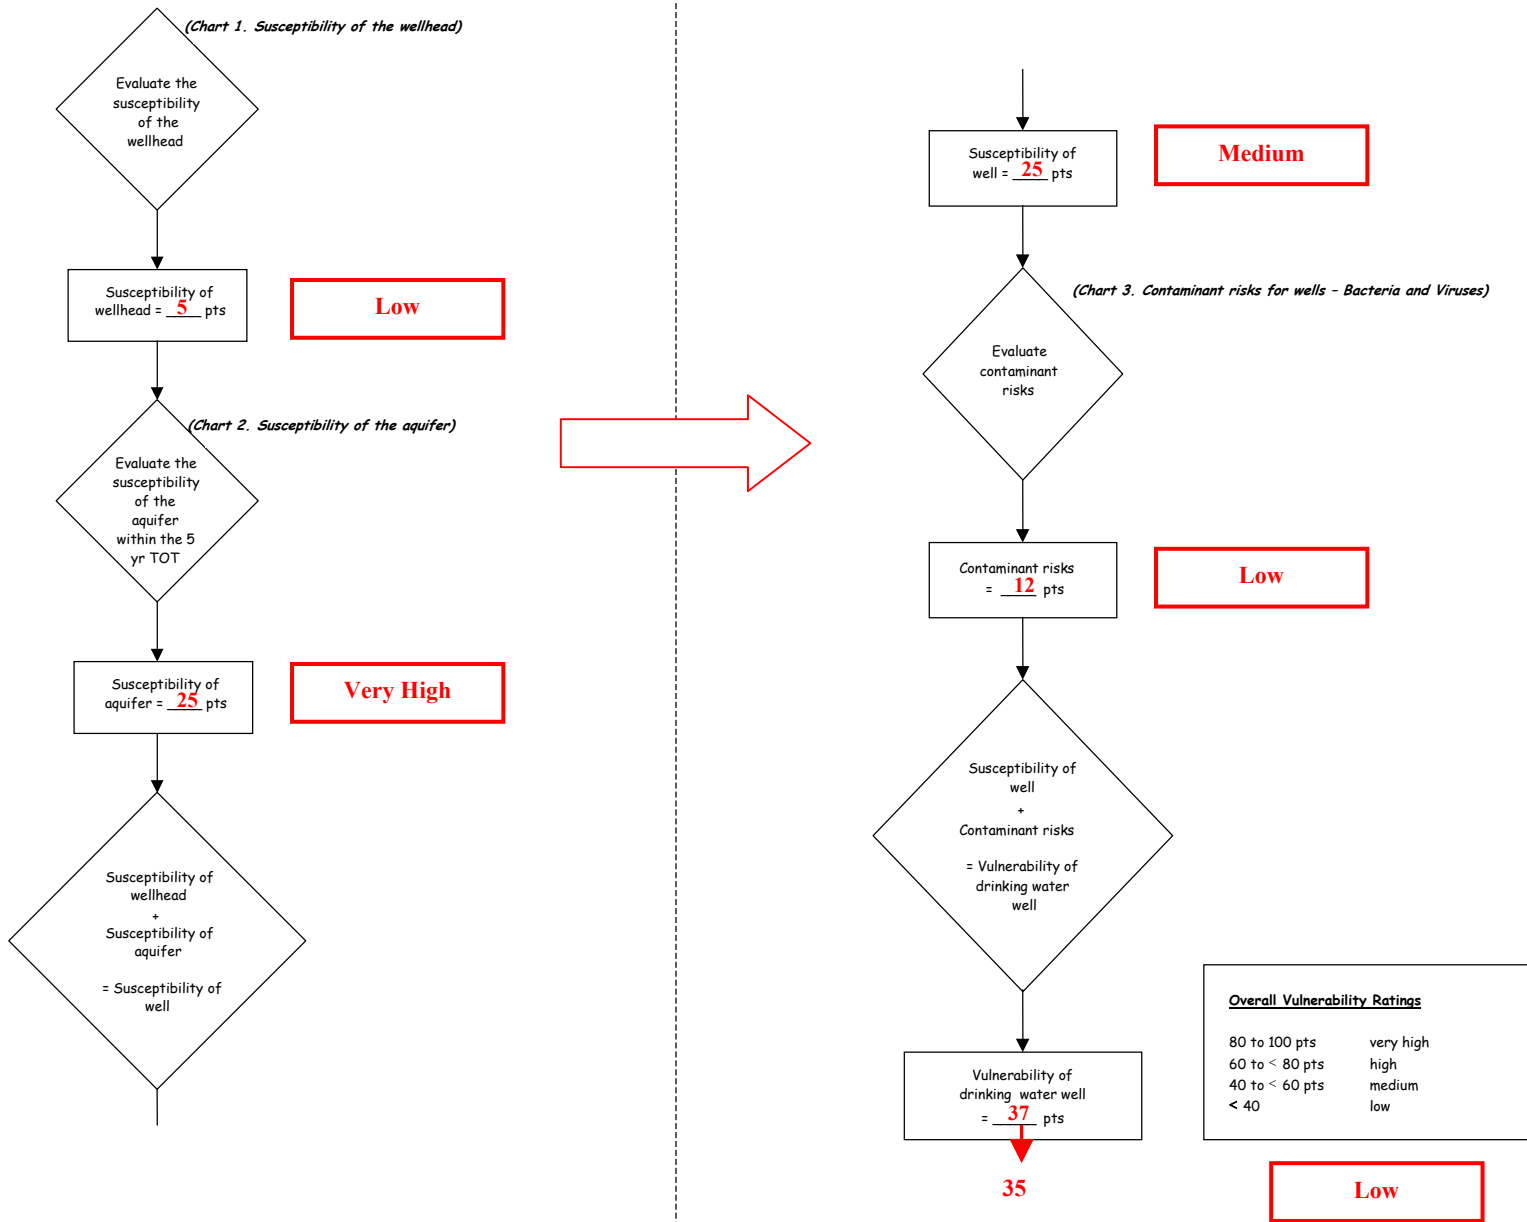 (Chart 1. Susceptibility of the wellhead)
Evaluate the
susceptibility
of the
wellhead
Susceptibility of
wellhead = 5 pts
Low
(Chart 2. Susceptibility of the aquifer)
Evaluate the
susceptibility
of the
aquifer
within the 5
yr TOT
Susceptibility of
aquifer = 25 pts
Very High
Susceptibility of
wellhead
+
Susceptibility of
aquifer
= Susceptibility of
well
Susceptibility of
well = 25 pts
Medium
(Chart 3. Contaminant risks for wells – Bacteria and Viruses)
Evaluate
contaminant
risks
Contaminant risks
= 12 pts
Low
Susceptibility of
well
+
Contaminant risks
= Vulnerability of
drinking water
well
Vulnerability of
drinking water well
= 37 pts
35
Overall Vulnerability Ratings
80 to 100 pts very high
60 to < 80 pts high
40 to < 60 pts medium
< 40 low
Low